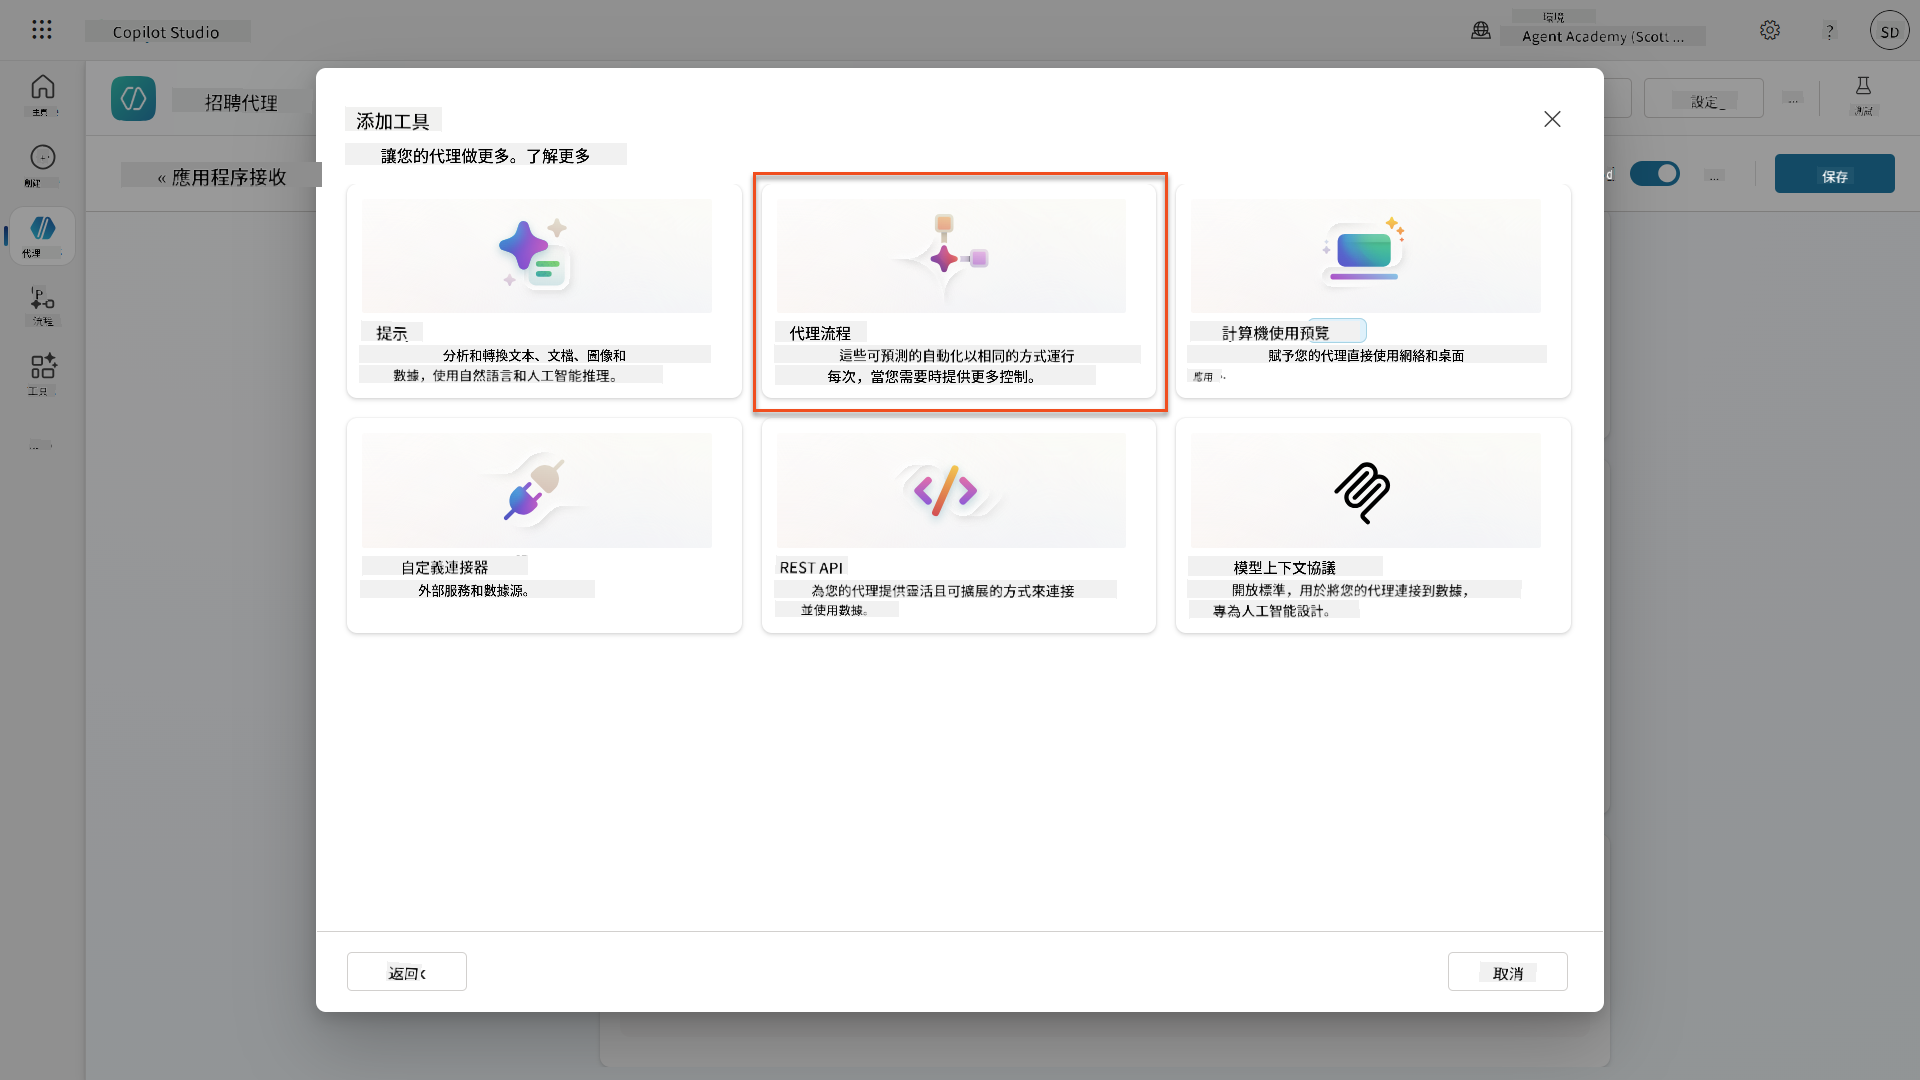 Copilot Studio
環境
Agent Academy (Scott ...
?
SD
主頁
招聘代理
設定
...
測試
創建
« 應用程序接收
...
保存
代理
流程
工具
...
添加工具
讓您的代理做更多。了解更多
提示
分析和轉換文本、文檔、圖像和
數據，使用自然語言和人工智能推理。
代理流程
這些可預測的自動化以相同的方式運行
每次，當您需要時提供更多控制。
計算機使用預覽
賦予您的代理直接使用網絡和桌面
應用
自定義連接器
外部服務和數據源。
REST API
為您的代理提供靈活且可擴展的方式來連接
並使用數據。
模型上下文協議
開放標準，用於將您的代理連接到數據，
專為人工智能設計。
返回
取消